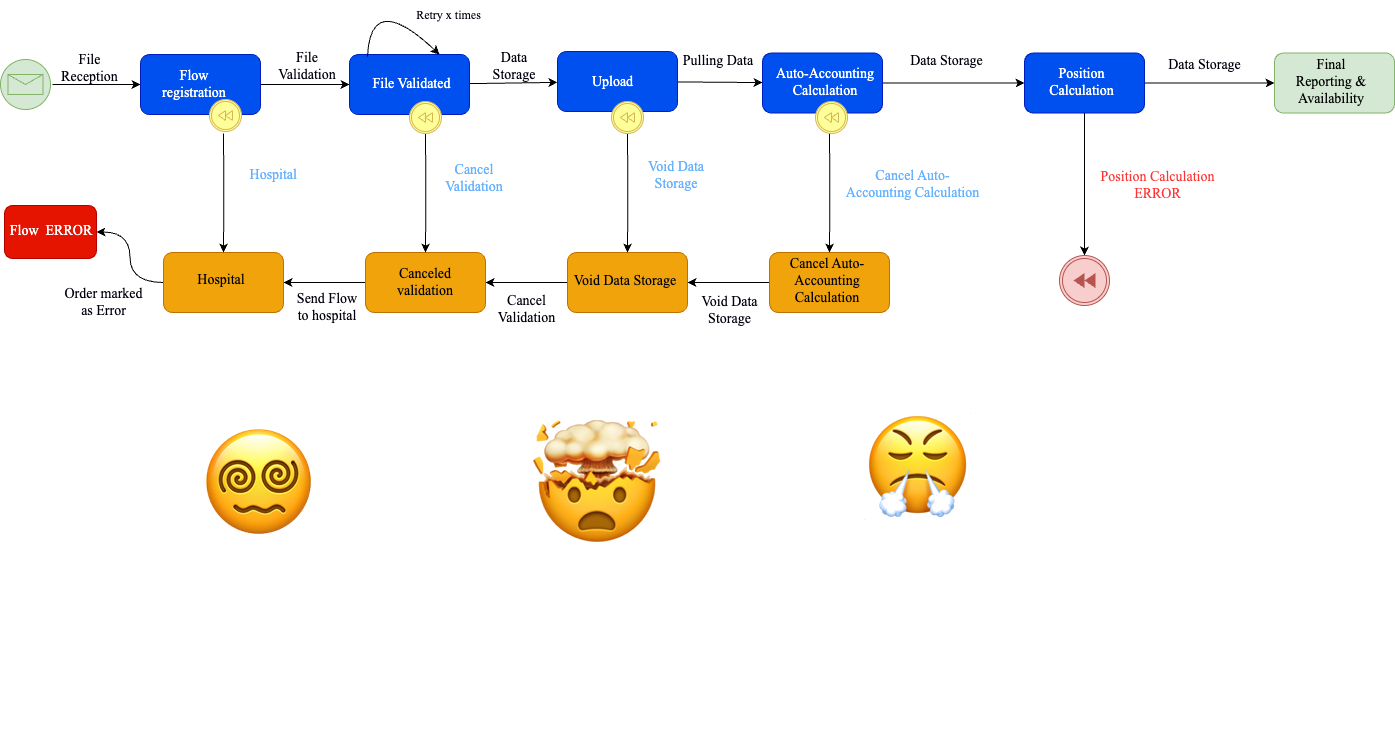 Retry x times
File
Reception
Flow
registration
File
Validation
File Validated
Data
Storage
Upload
Pulling Data
Auto-Accounting
Calculation
Data Storage
Position
Calculation
Data Storage
Final
Reporting &
Availability
Hospital
Cancel
Validation
Void Data
Storage
Cancel Auto-
Accounting Calculation
Position Calculation
ERROR
Flow  ERROR
Order marked
as Error
Hospital
Send Flow
to hospital
Canceled
validation
Cancel
Validation
Void Data Storage
Void Data
Storage
Cancel Auto-
Accounting
Calculation